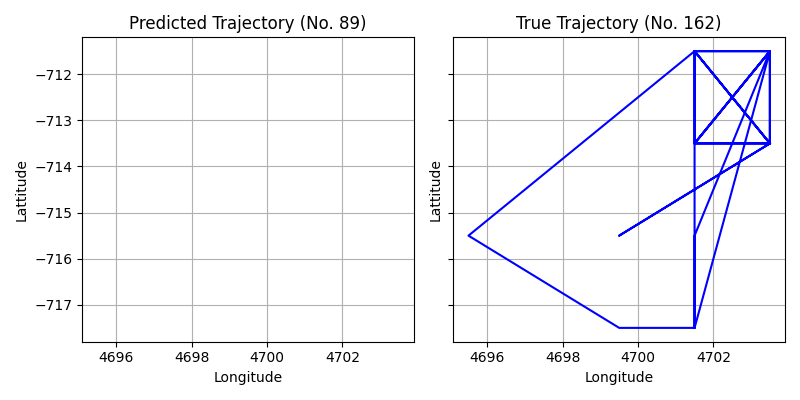 Predicted Trajectory (No. 89)
True Trajectory (No. 162)
Lattitude
−712
−713
−714
−715
−716
−717
4696
4698
4700
4702
Longitude
Lattitude
4696
4698
4700
4702
Longitude